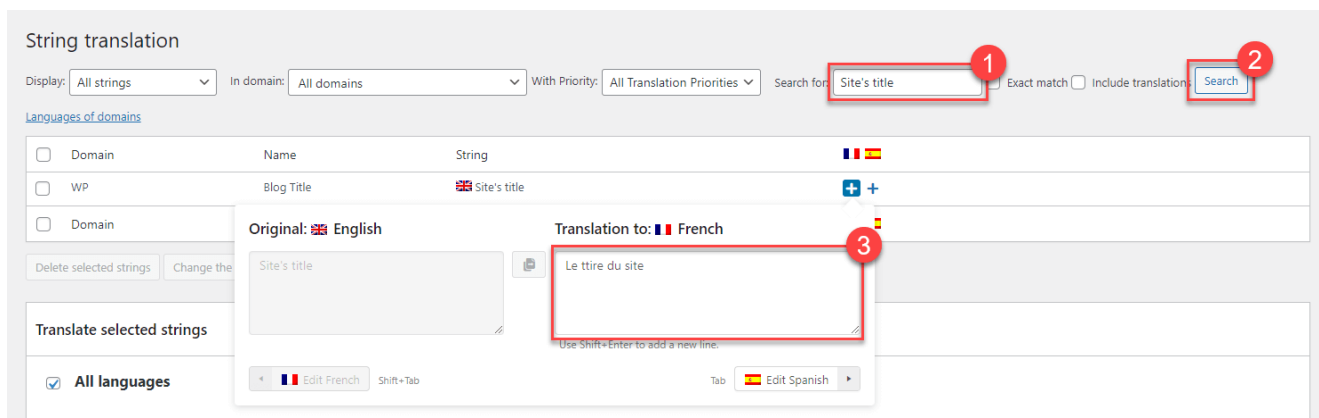 String translation
Display: All strings In domain: All domains With Priority: All Translation Priorities Search for: Site's title 1 Exact match Include translations Search 2
Languages of domains
Domain Name String
WP Blog Title Site's title
Domain Original: English Translation to: French 3
Delete selected strings Change the Site's title Le ttire du site
Translate selected strings
Use Shift+Enter to add a new line.
All languages Edit French Shift+Tab Tab Edit Spanish